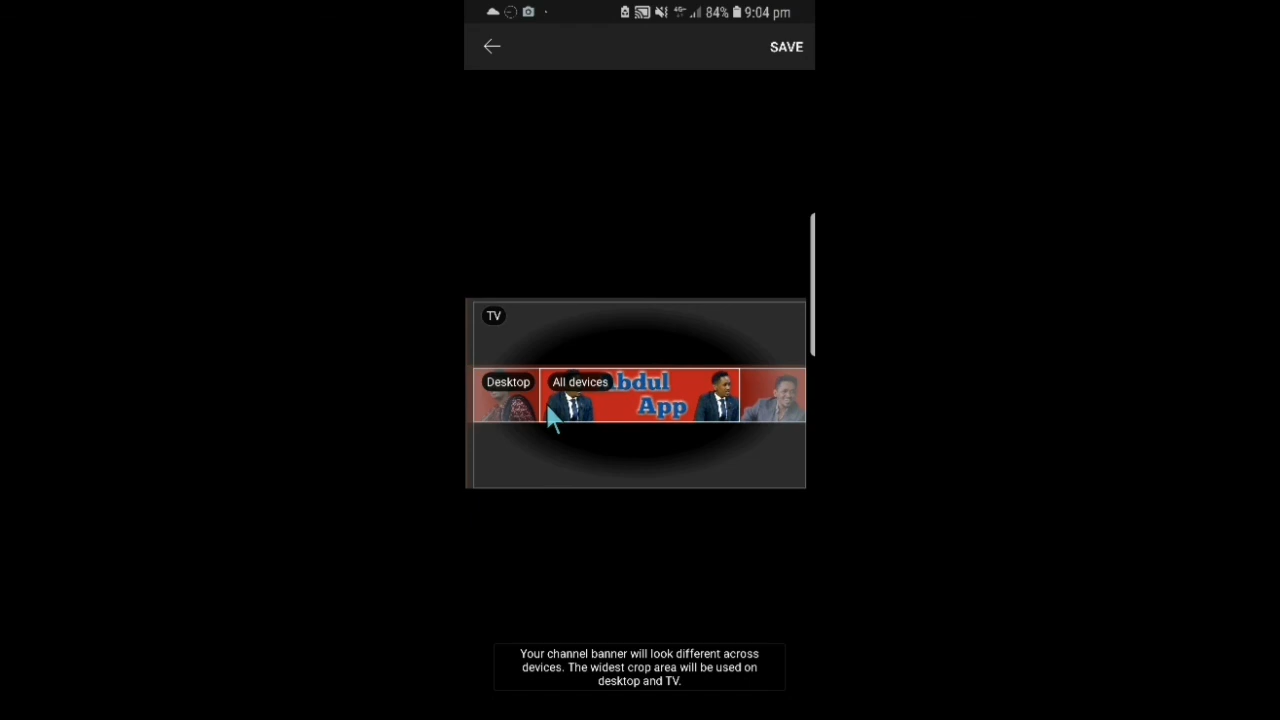 84% 9:04 pm
SAVE
TV
Desktop
All devices
bdul
App
Your channel banner will look different across
devices. The widest crop area will be used on
desktop and TV.